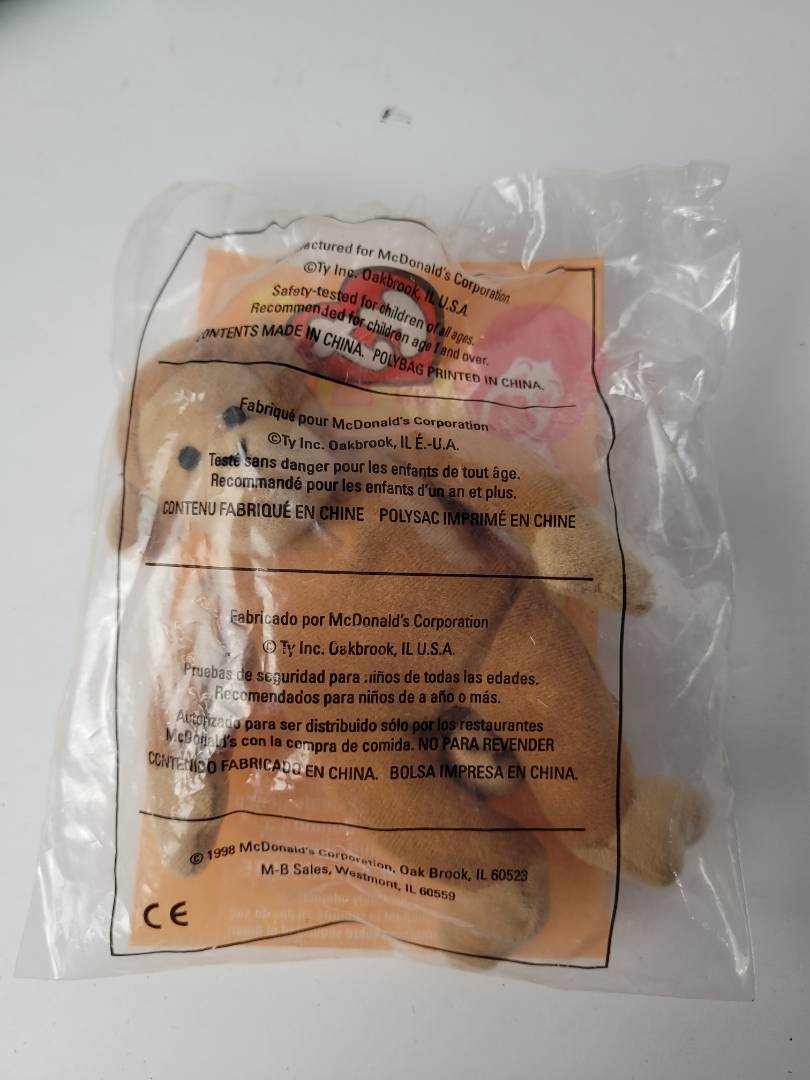 actured for McDonald's Corporation
©Ty Inc. Oakbrook, IL U.S.A.
Safety-tested for children of all ages.
Recommended for children age 1 and over.
CONTENTS MADE IN CHINA. POLYBAG PRINTED IN CHINA.
Fabriqué pour McDonald's Corporation
©Ty Inc. Oakbrook, IL É.-U.A.
Testé sans danger pour les enfants de tout âge.
Recommandé pour les enfants d'un an et plus.
CONTENU FABRIQUÉ EN CHINE POLYSAC IMPRIMÉ EN CHINE
Fabricado por McDonald's Corporation
© Ty Inc. Oakbrook, IL U.S.A.
Pruebas de seguridad para niños de todas las edades.
Recomendados para niños de a año o más.
Autorizado para ser distribuido sólo por los restaurantes
McDonald's con la compra de comida. NO PARA REVENDER
CONTENIDO FABRICADO EN CHINA. BOLSA IMPRESA EN CHINA.
© 1998 McDonald's Corporation, Oak Brook, IL 60523
M-B Sales, Westmont, IL 60559
CE